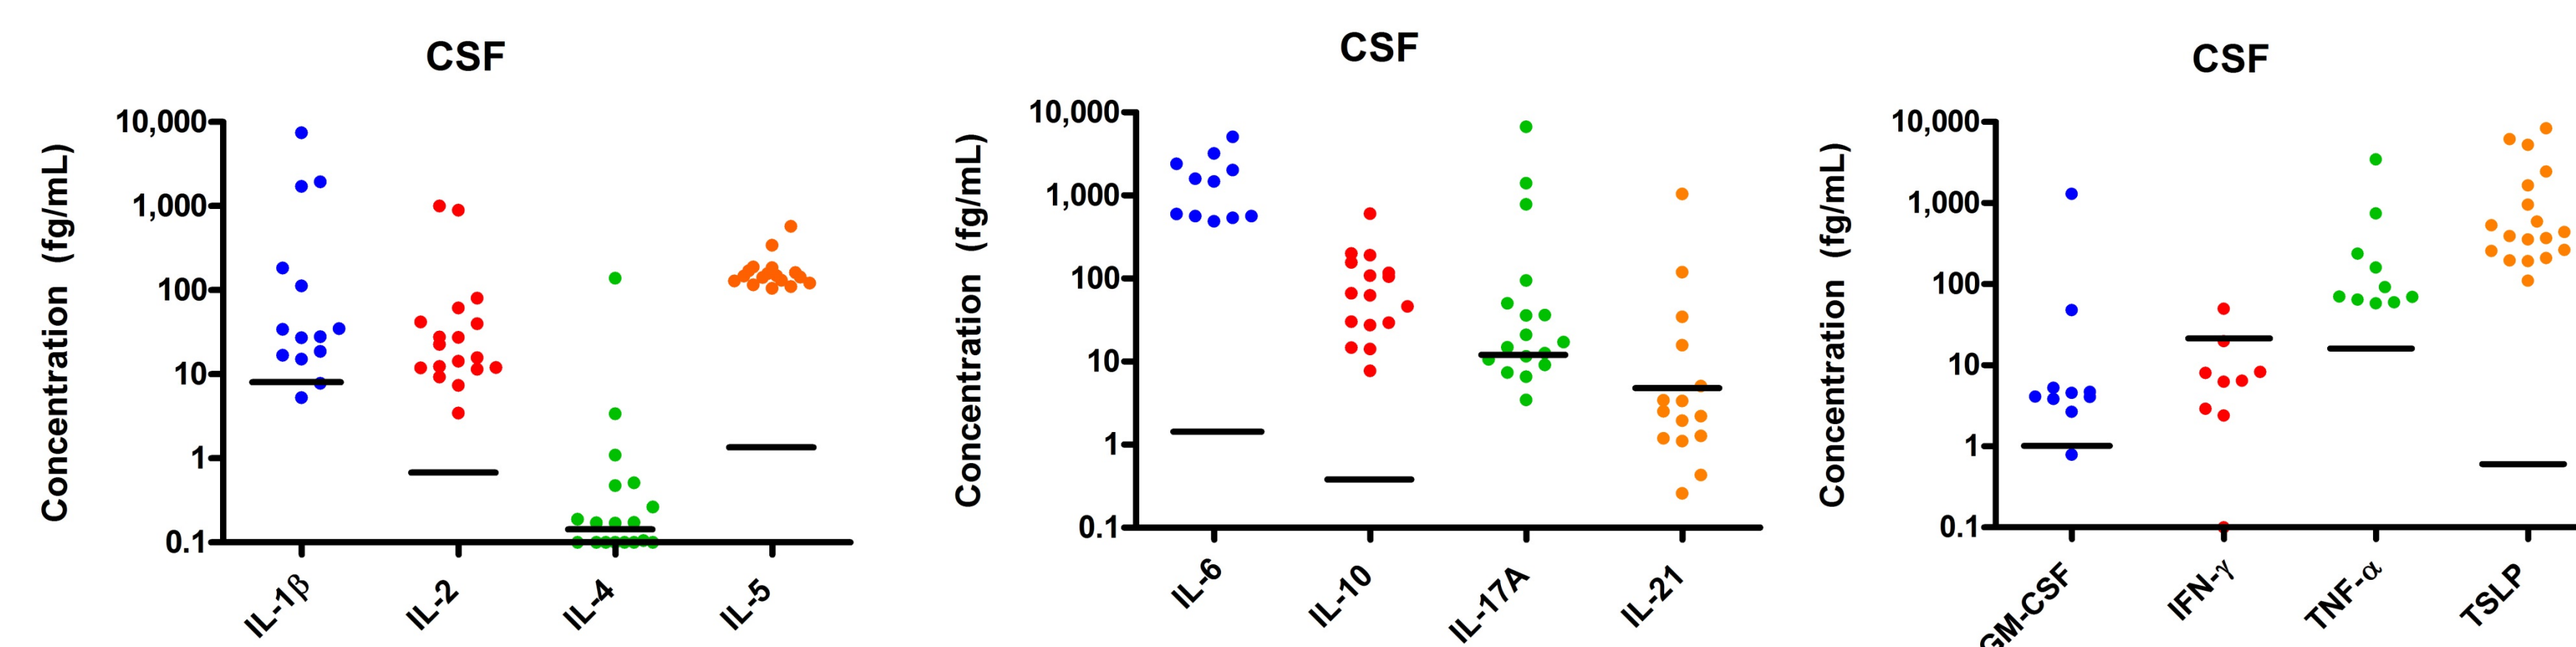 CSF
Concentration (fg/mL)
10,000
1,000
100
10
1
0.1
IL-1β
IL-2
IL-4
IL-5
CSF
Concentration (fg/mL)
10,000
1,000
100
10
1
0.1
IL-6
IL-10
IL-17A
IL-21
CSF
Concentration (fg/mL)
10,000
1,000
100
10
1
0.1
GM-CSF
IFN-γ
TNF-α
TSLP